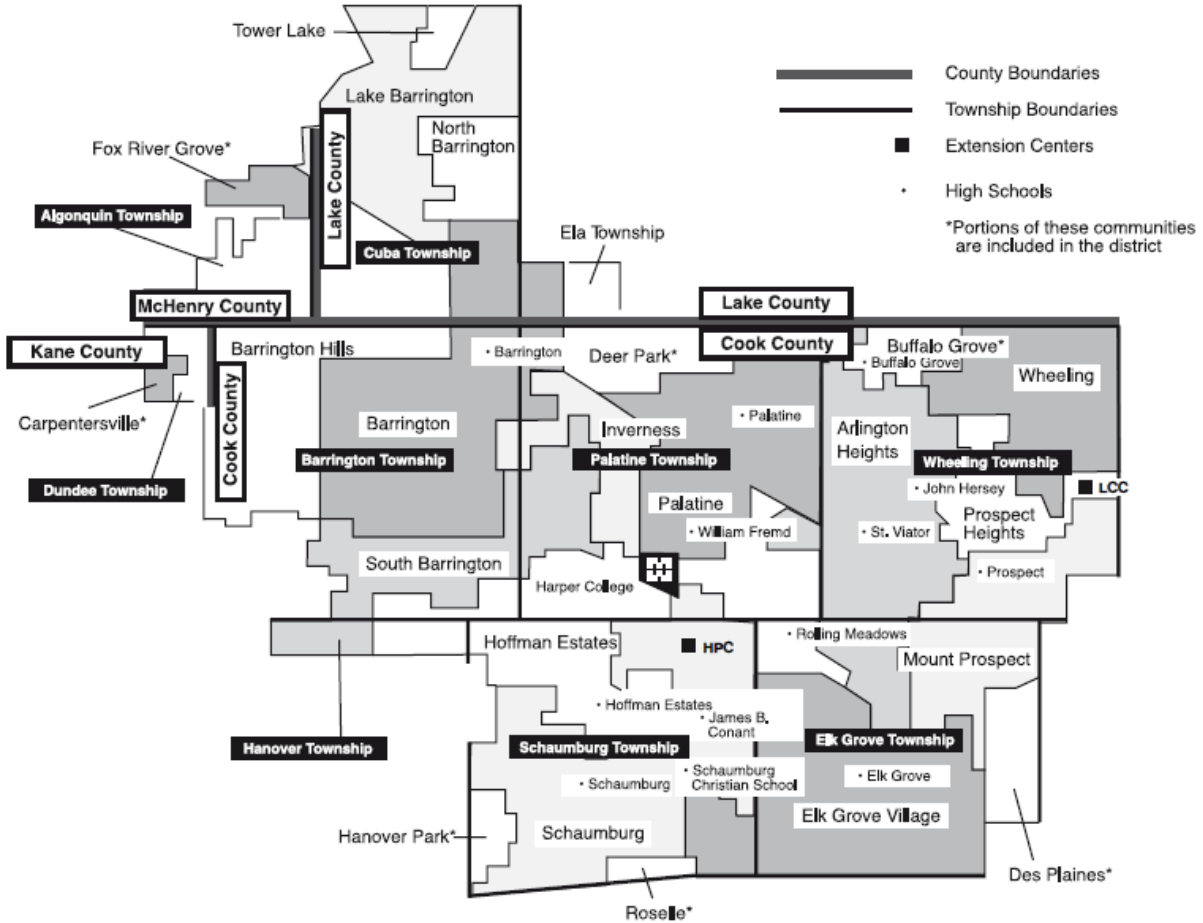 Tower Lake
County Boundaries
Lake Barrington
Township Boundaries
North
Barrington
Extension Centers
Fox River Grove*
Lake County
High Schools
Algonquin Township
*Portions of these communities
are included in the district
Ela Township
Cuba Township
McHenry County
Lake County
Kane County
Barrington Hills
• Barrington
Deer Park*
Cook County
Buffalo Grove*
• Buffalo Grove
Wheeling
Carpentersville*
Cook County
Barrington
Inverness
• Palatine
Arlington
Heights
Barrington Township
Palatine Township
Wheeling Township
Dundee Township
• John Hersey
LCC
Palatine
• William Fremd
• St. Viator
Prospect
Heights
South Barrington
Harper College
• Prospect
Hoffman Estates
HPC
• Rolling Meadows
Mount Prospect
• Hoffman Estates
• James B.
Conant
Hanover Township
Schaumburg Township
Elk Grove Township
• Schaumburg
• Schaumburg
Christian School
• Elk Grove
Elk Grove Village
Hanover Park*
Schaumburg
Des Plaines*
Roselle*